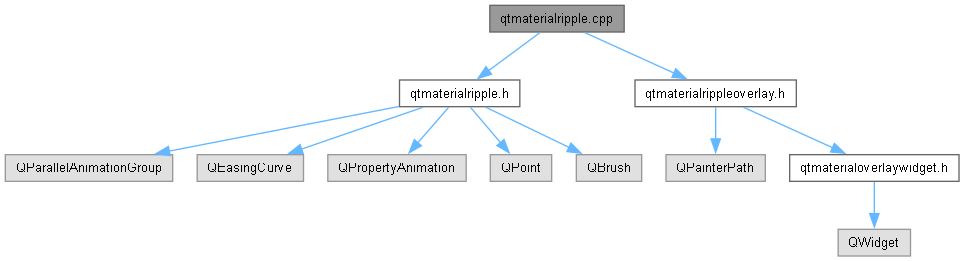 qtmaterialripple.cpp
qtmaterialripple.h
qtmaterialrippleoverlay.h
QParallelAnimationGroup
QEasingCurve
QPropertyAnimation
QPoint
QBrush
QPainterPath
qtmaterialoverlaywidget.h
QWidget